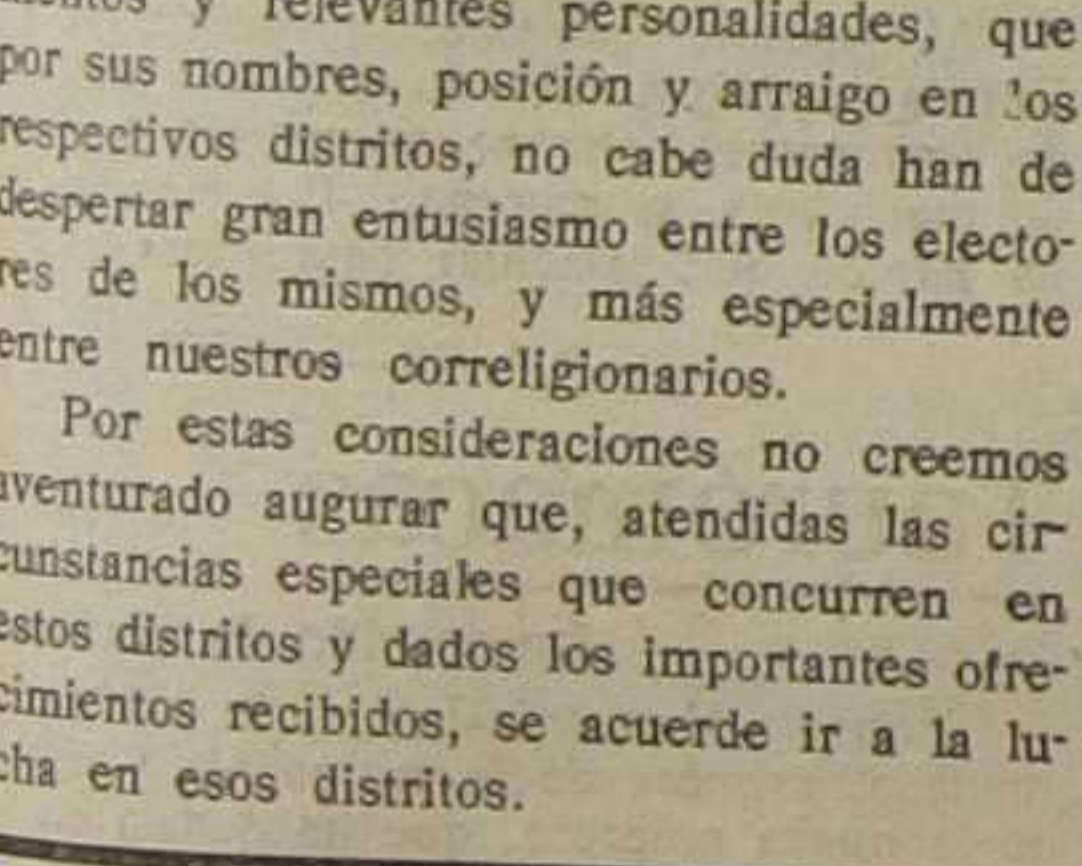 y relevantes personalidades, que
por sus nombres, posición y arraigo en los
respectivos distritos, no cabe duda han de
despertar gran entusiasmo entre los electo-
res de los mismos, y más especialmente
entre nuestros correligionarios.
Por estas consideraciones no creemos
aventurado augurar que, atendidas las cir-
cunstancias especiales que concurren en
estos distritos y dados los importantes ofre-
cimientos recibidos, se acuerde ir a la lu-
cha en esos distritos.